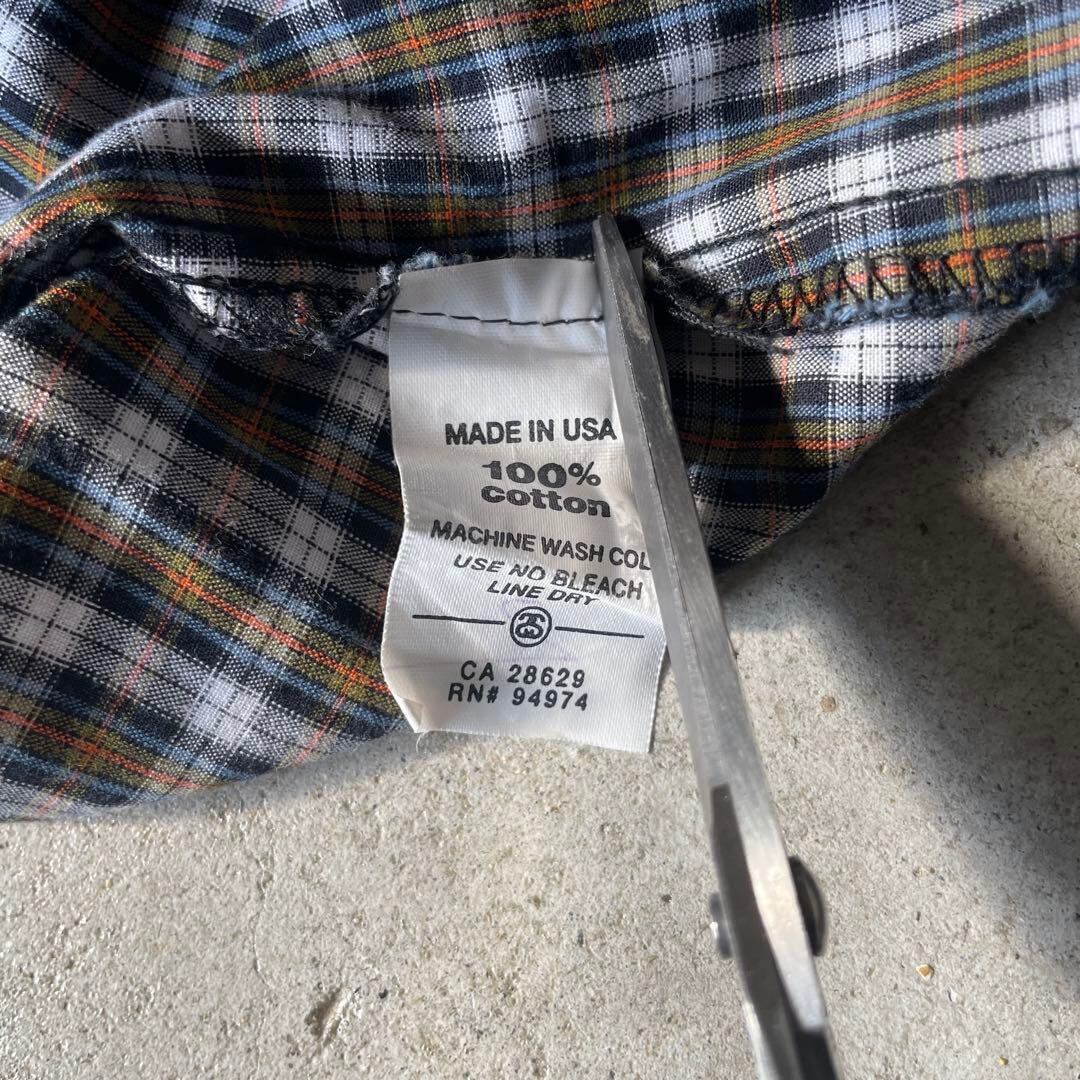 MADE IN USA
100%
cotton
MACHINE WASH COL
USE NO BLEACH
LINE DRY
CA 28629
RN# 94974